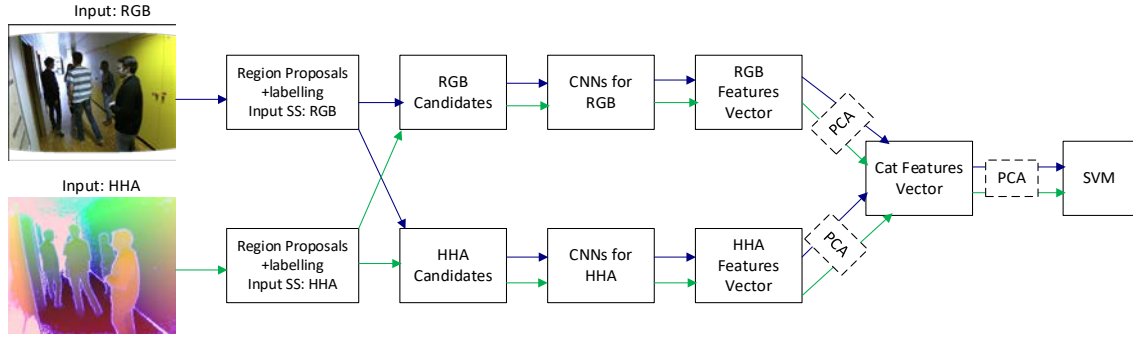 Input: RGB
Region Proposals
+labelling
Input SS: RGB
RGB
Candidates
CNNs for
RGB
RGB
Features
Vector
PCA
Input: HHA
Region Proposals
+labelling
Input SS: HHA
HHA
Candidates
CNNs for
HHA
HHA
Features
Vector
PCA
Cat Features
Vector
PCA
SVM